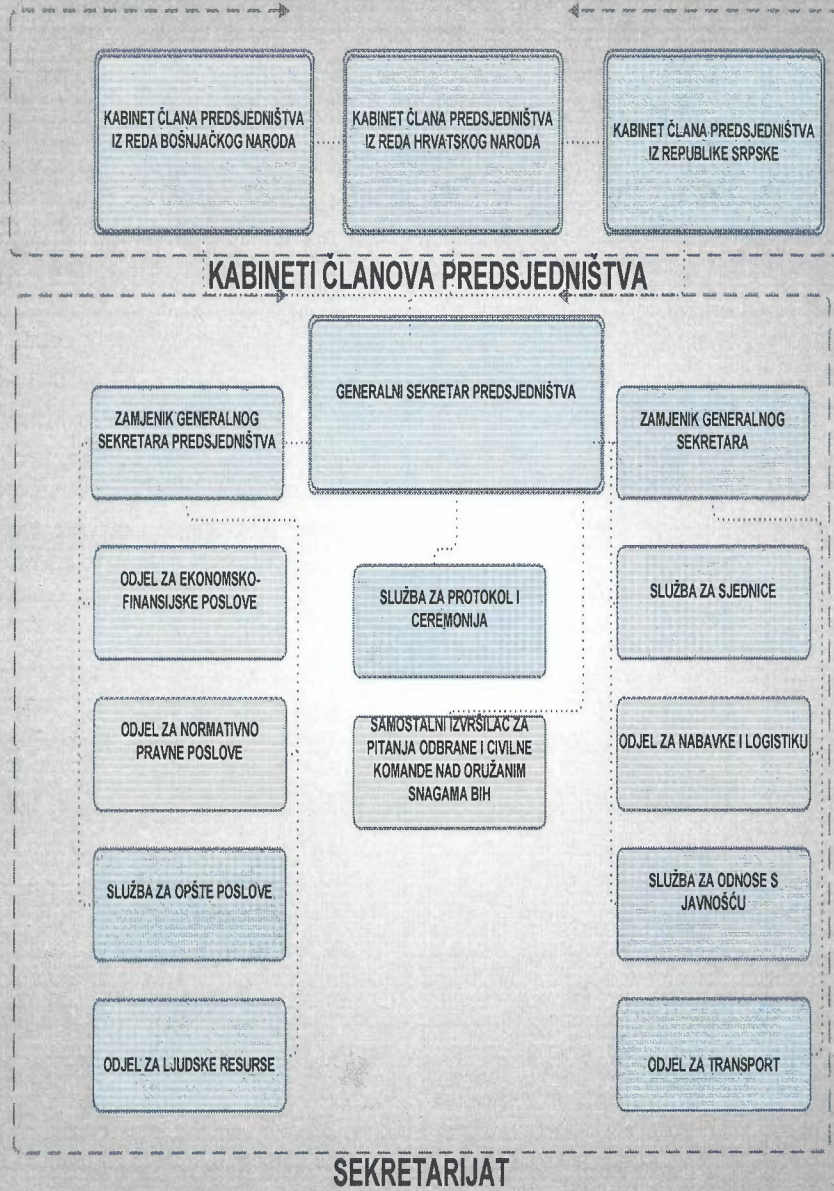 KABINET ČLANA PREDSJEDNIŠTVA
IZ REDA BOŠNJAČKOG NARODA
KABINET ČLANA PREDSJEDNIŠTVA
IZ REDA HRVATSKOG NARODA
KABINET ČLANA PREDSJEDNIŠTVA
IZ REPUBLIKE SRPSKE
KABINETI ČLANOVA PREDSJEDNIŠTVA
GENERALNI SEKRETAR PREDSJEDNIŠTVA
ZAMJENIK GENERALNOG
SEKRETARA PREDSJEDNIŠTVA
ZAMJENIK GENERALNOG
SEKRETARA
ODJEL ZA EKONOMSKO-
FINANSIJSKE POSLOVE
SLUŽBA ZA PROTOKOL I
CEREMONIJA
SLUŽBA ZA SJEDNICE
ODJEL ZA NORMATIVNO
PRAVNE POSLOVE
SAMOSTALNI IZVRŠILAC ZA
PITANJA ODBRANE I CIVILNE
KOMANDE NAD ORUŽANIM
SNAGAMA BIH
ODJEL ZA NABAVKE I LOGISTIKU
SLUŽBA ZA OPŠTE POSLOVE
SLUŽBA ZA ODNOSE S
JAVNOŠĆU
ODJEL ZA LJUDSKE RESURSE
ODJEL ZA TRANSPORT
SEKRETARIJAT